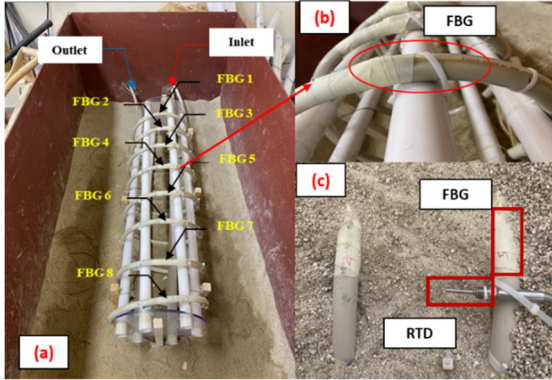 Outlet
Inlet
FBG 1
FBG 2
FBG 3
FBG 4
FBG 5
FBG 6
FBG 7
FBG 8
(a)
(b)
FBG
(c)
FBG
RTD